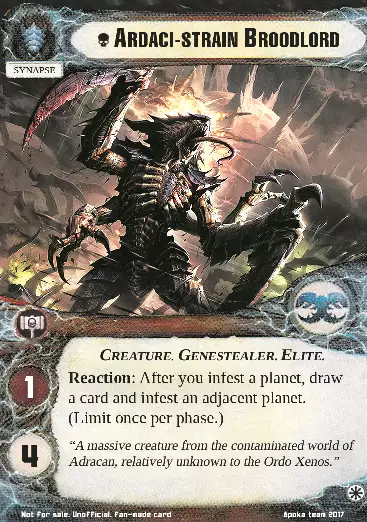 ARDACI-STRAIN BROODLORD
SYNAPSE
CREATURE. GENESTEALER. ELITE.
1
Reaction: After you infest a planet, draw
a card and infest an adjacent planet.
(Limit once per phase.)
4
“A massive creature from the contaminated world of
Adracan, relatively unknown to the Ordo Xenos.”
Not for sale. Unofficial. Fan-made card
Apoka team 2017